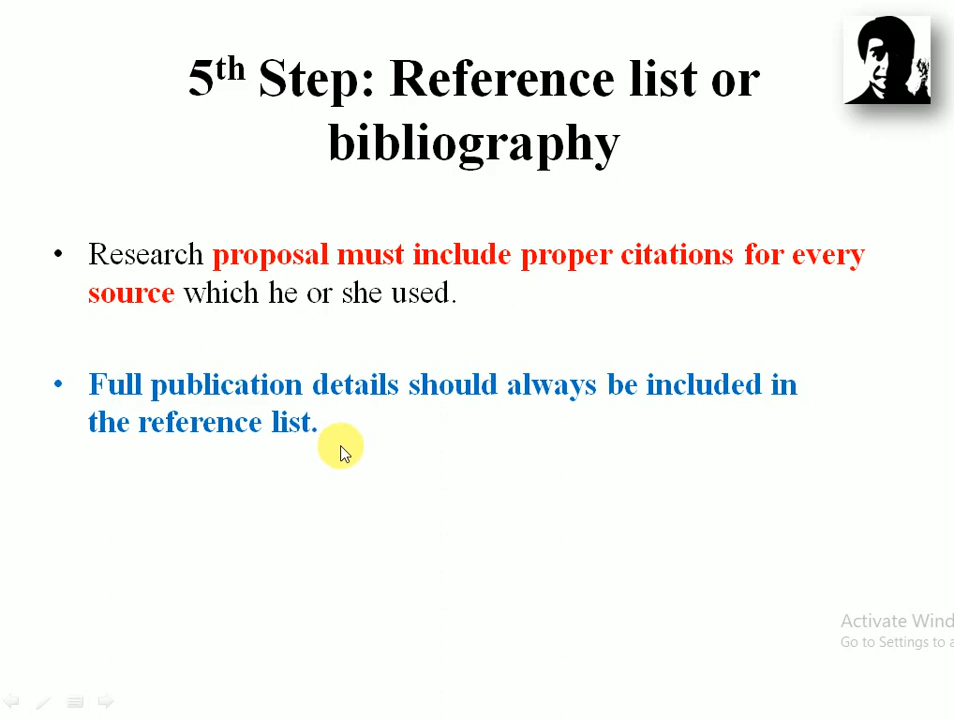 5th Step: Reference list or
bibliography
• Research proposal must include proper citations for every
source which he or she used.
• Full publication details should always be included in
the reference list.
Activate Wind
Go to Settings to a